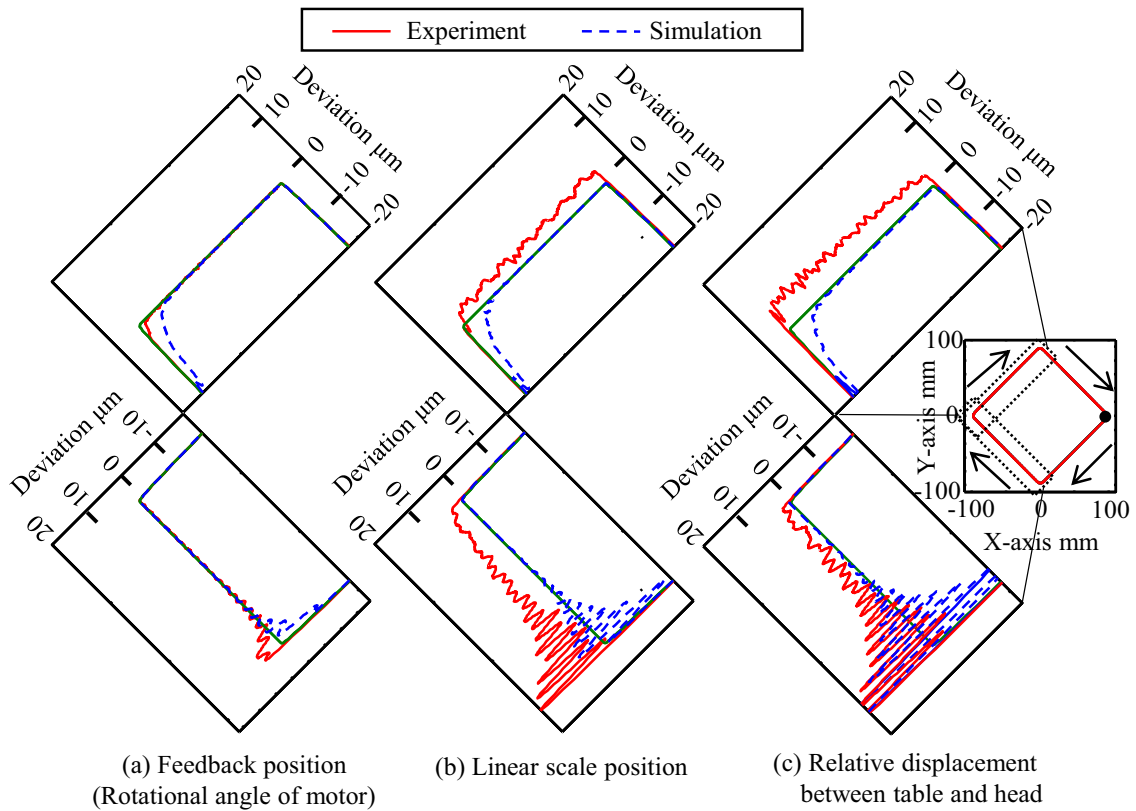 Experiment
Simulation
20
10
0
-10
-20
Deviation μm
20
10
0
-10
-20
Deviation μm
20
10
0
-10
-20
Deviation μm
Deviation μm
-10
0
10
20
Deviation μm
-10
0
10
20
Deviation μm
-10
0
10
20
100
0
-100
Y-axis mm
-100
0
100
X-axis mm
(a) Feedback position
(Rotational angle of motor)
(b) Linear scale position
(c) Relative displacement
between table and head